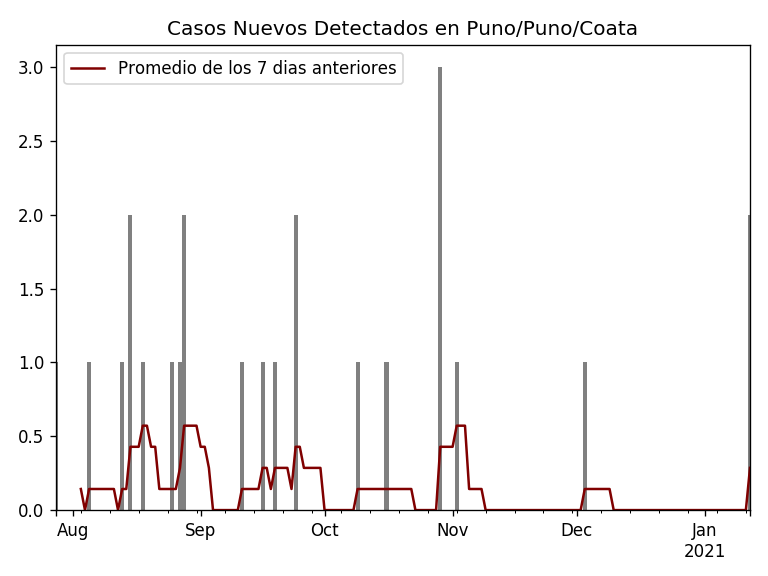 Casos Nuevos Detectados en Puno/Puno/Coata
Promedio de los 7 dias anteriores
3.0
2.5
2.0
1.5
1.0
0.5
0.0
Aug Sep Oct Nov Dec Jan
2021